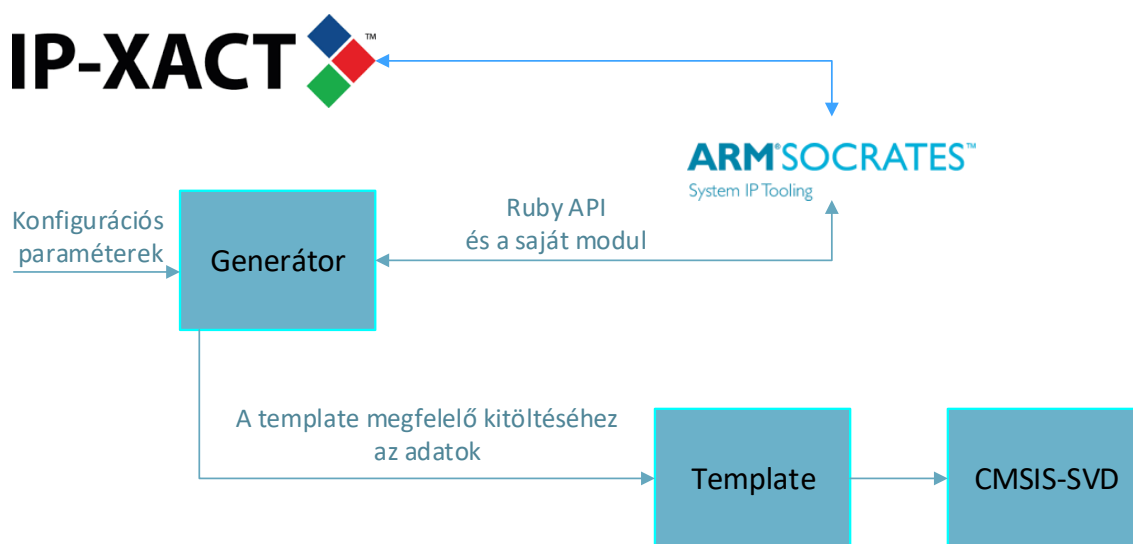 IP-XACT ™
ARM®SOCRATES™
System IP Tooling
Konfigurációs
paraméterek
Generátor
Ruby API
és a saját modul
A template megfelelő kitöltéséhez
az adatok
Template
CMSIS-SVD